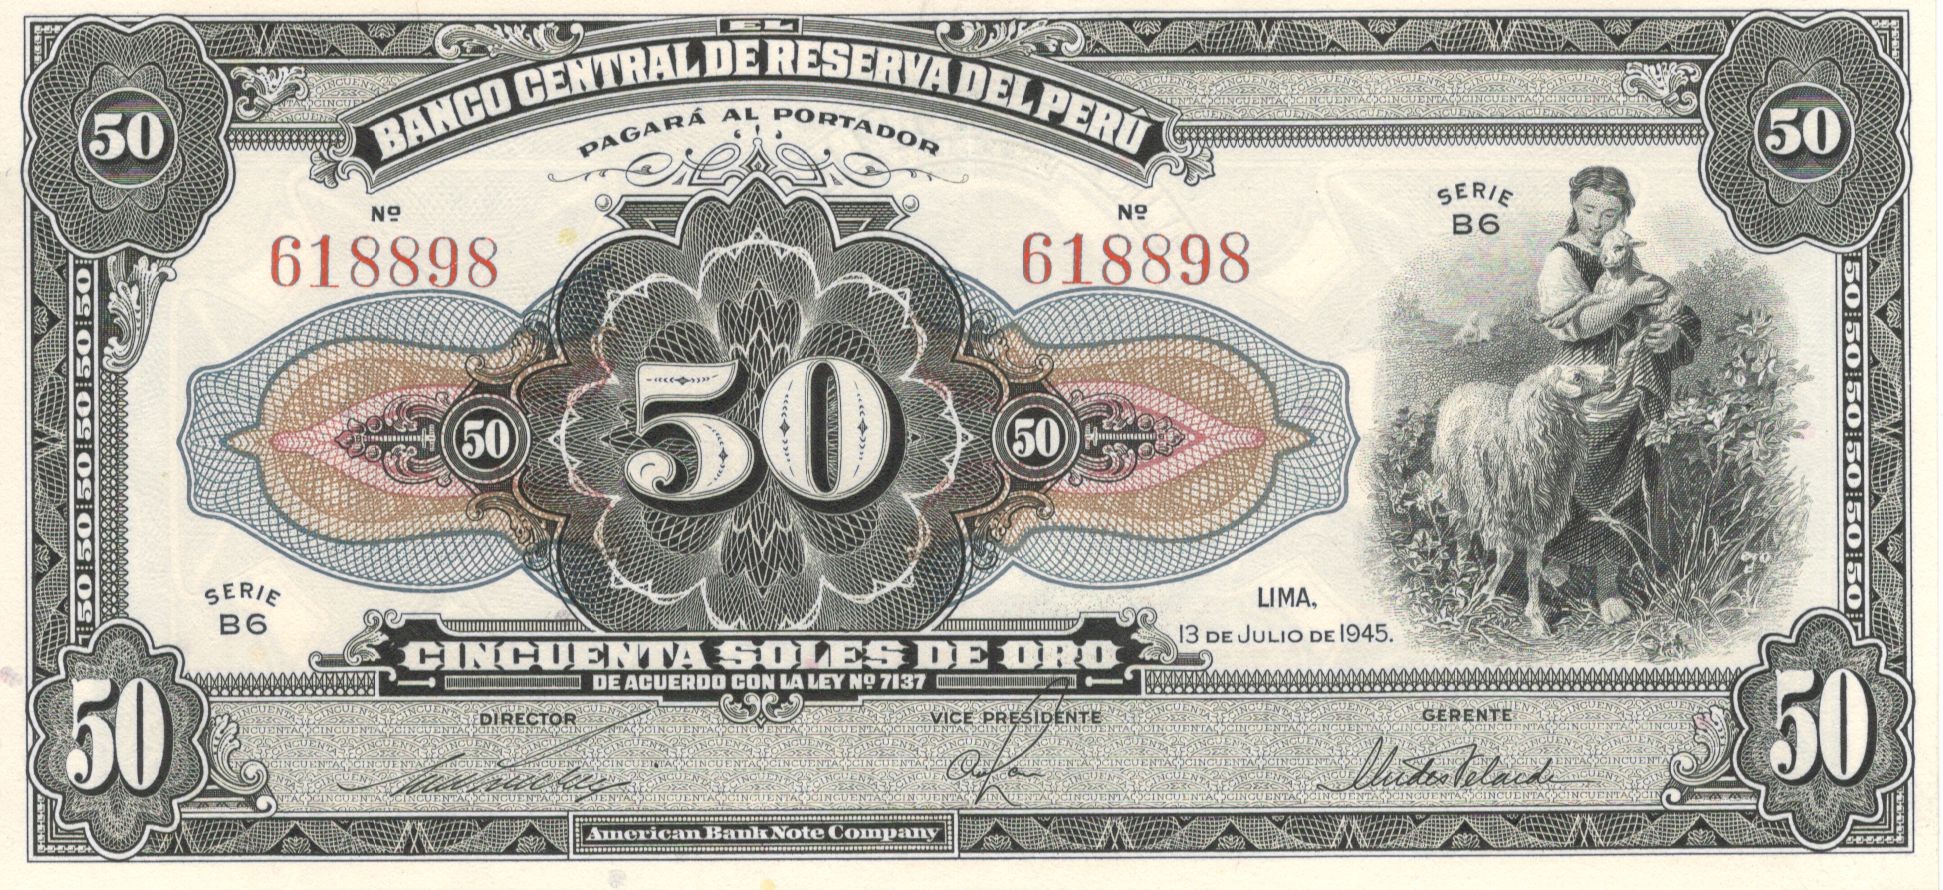 EL
BANCO CENTRAL DE RESERVA DEL PERÚ
PAGARÁ AL PORTADOR
50
50
Nº
618898
Nº
618898
SERIE
B6
50
50
50
SERIE
B6
LIMA,
13 DE JULIO DE 1945.
CINCUENTA SOLES DE ORO
DE ACUERDO CON LA LEY Nº 7137
50:50:50:50:50:50
50:50:50:50:50:50
50
50
DIRECTOR
VICE PRESIDENTE
GERENTE
American Bank Note Company